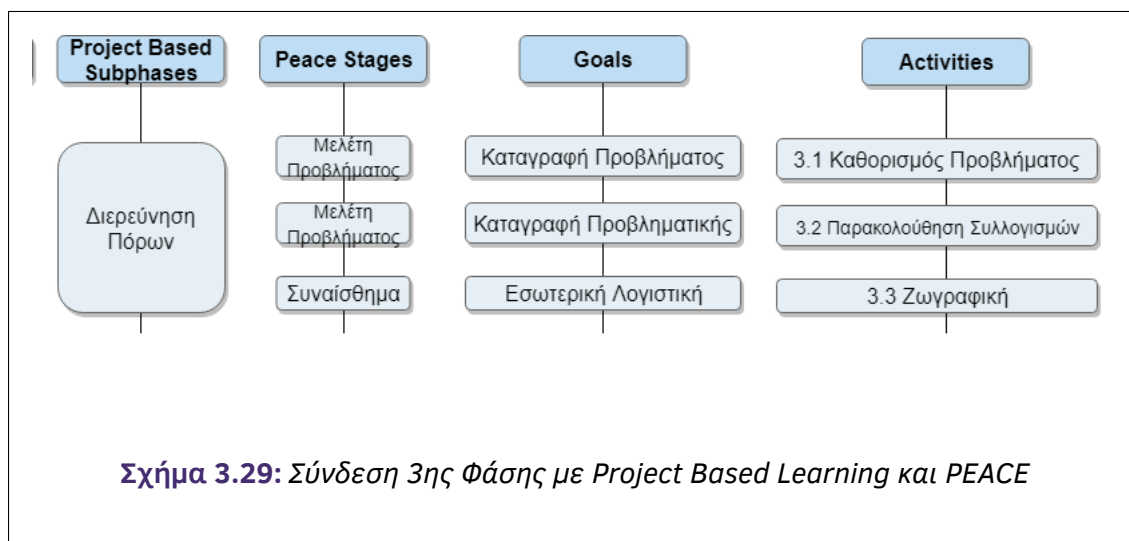 Project Based
Subphases
Peace Stages
Goals
Activities
Διερεύνηση
Πόρων
Μελέτη
Προβλήματος
Καταγραφή Προβλήματος
3.1 Καθορισμός Προβλήματος
Μελέτη
Προβλήματος
Καταγραφή Προβληματικής
3.2 Παρακολούθηση Συλλογισμών
Συναίσθημα
Εσωτερική Λογιστική
3.3 Ζωγραφική
Σχήμα 3.29: Σύνδεση 3ης Φάσης με Project Based Learning και PEACE